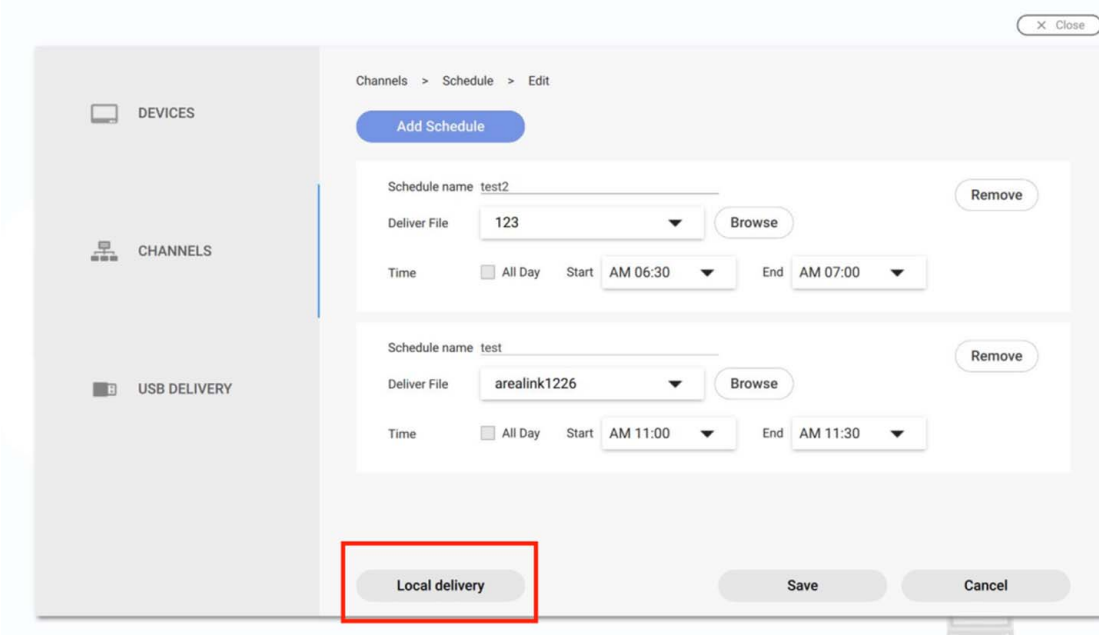 ✕ Close
Channels > Schedule > Edit
DEVICES
Add Schedule
Schedule name test2
Remove
Deliver File 123 Browse
CHANNELS
Time All Day Start AM 06:30 End AM 07:00
Schedule name test
Remove
Deliver File arealink1226 Browse
USB DELIVERY
Time All Day Start AM 11:00 End AM 11:30
Local delivery Save Cancel